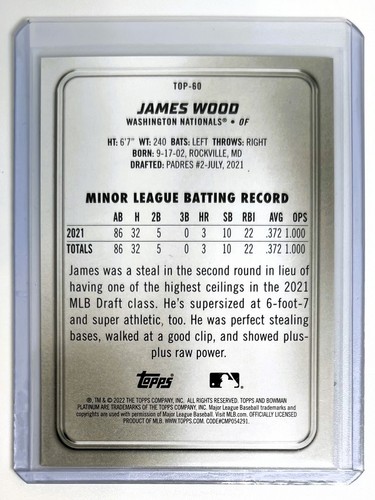 TOP-60
JAMES WOOD
WASHINGTON NATIONALS® • OF
HT: 6'7" WT: 240 BATS: LEFT THROWS: RIGHT
BORN: 9-17-02, ROCKVILLE, MD
DRAFTED: PADRES #2-JULY, 2021
MINOR LEAGUE BATTING RECORD
AB H 2B 3B HR SB RBI AVG OPS
2021 86 32 5 0 3 10 22 .372 1.000
TOTALS 86 32 5 0 3 10 22 .372 1.000
James was a steal in the second round in lieu of
having one of the highest ceilings in the 2021
MLB Draft class. He's supersized at 6-foot-7
and super athletic, too. He was perfect stealing
bases, walked at a good clip, and showed plus-
plus raw power.
topps
®, TM & © 2022 THE TOPPS COMPANY, INC. ALL RIGHTS RESERVED. TOPPS AND BOWMAN
PLATINUM ARE TRADEMARKS OF THE TOPPS COMPANY, INC. Major League Baseball trademarks and
copyrights are used with permission of Major League Baseball. Visit MLB.com. OFFICIALLY LICENSED
PRODUCT OF MLB. WWW.TOPPS.COM. CODE#CMP054291.